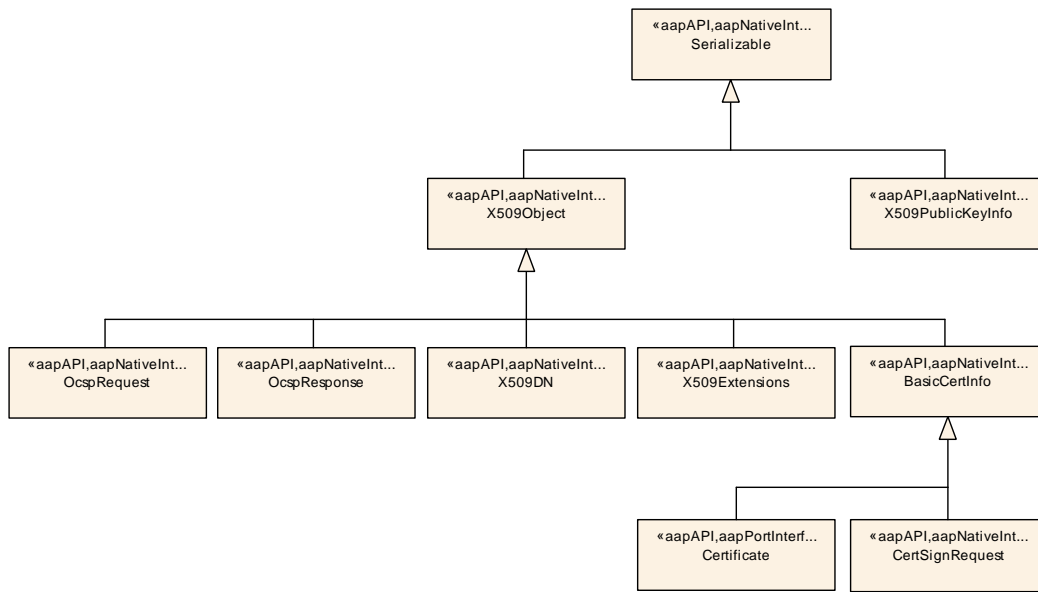 «aapAPI,aapNativeInt...
Serializable
«aapAPI,aapNativeInt...
X509Object
«aapAPI,aapNativeInt...
X509PublicKeyInfo
«aapAPI,aapNativeInt...
OcspRequest
«aapAPI,aapNativeInt...
OcspResponse
«aapAPI,aapNativeInt...
X509DN
«aapAPI,aapNativeInt...
X509Extensions
«aapAPI,aapNativeInt...
BasicCertInfo
«aapAPI,aapPortInterf...
Certificate
«aapAPI,aapNativeInt...
CertSignRequest